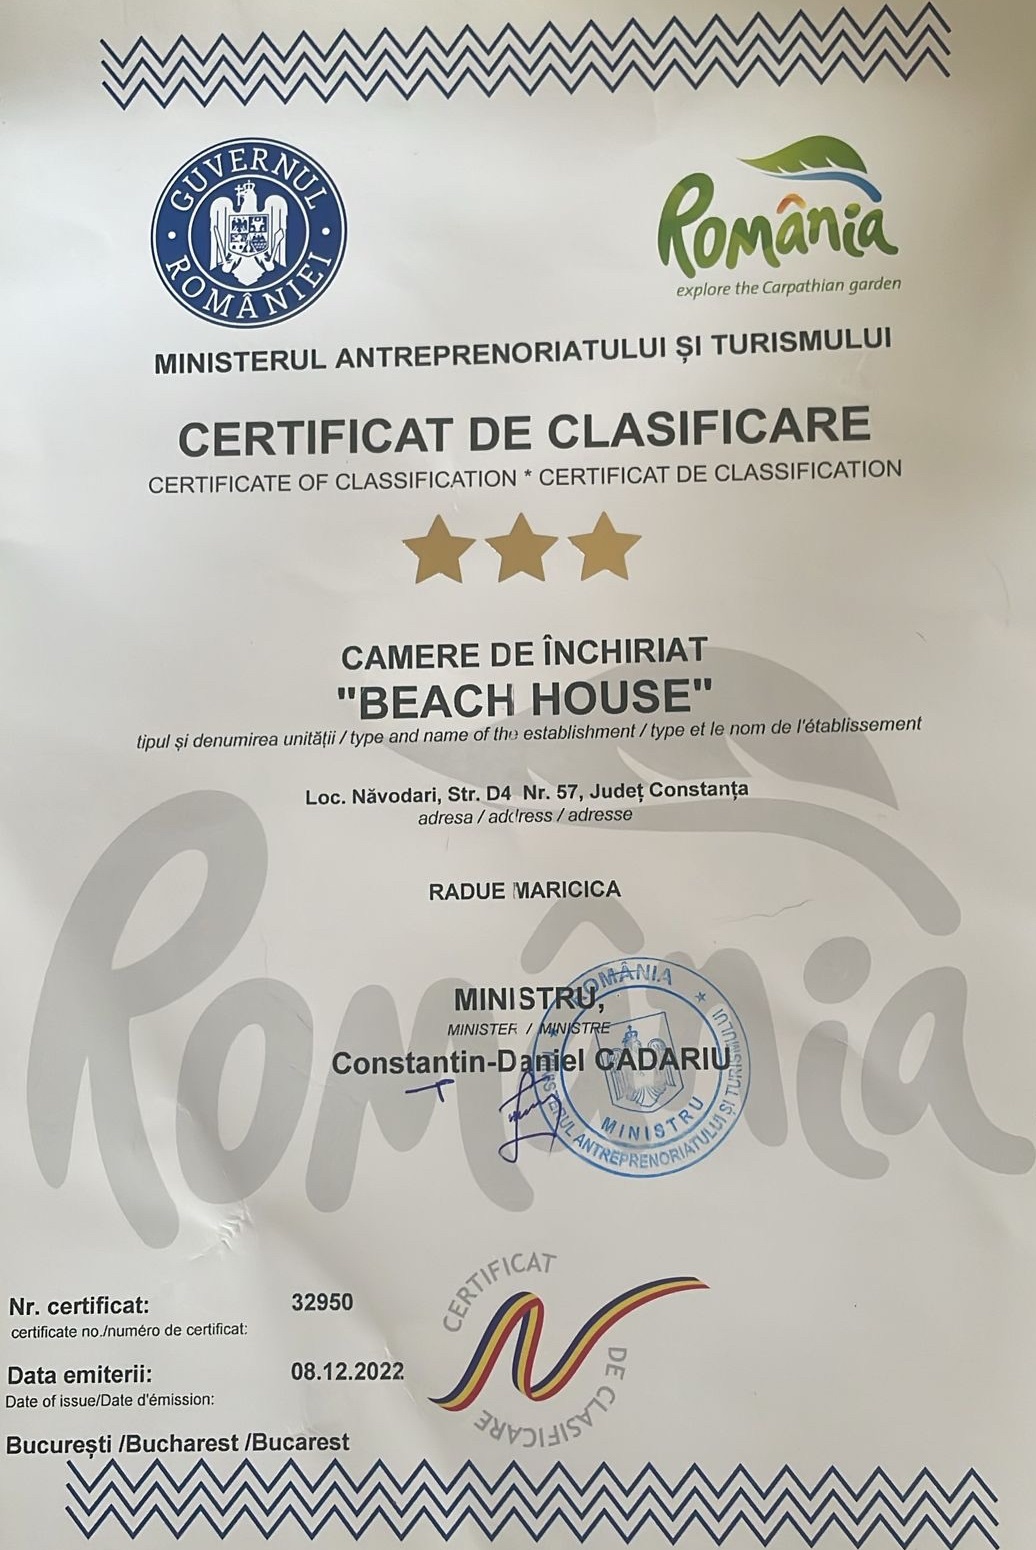 GUVERNUL ROMÂNIEI
România
explore the Carpathian garden
MINISTERUL ANTREPRENORIATULUI ȘI TURISMULUI
CERTIFICAT DE CLASIFICARE
CERTIFICATE OF CLASSIFICATION * CERTIFICAT DE CLASSIFICATION
CAMERE DE ÎNCHIRIAT
"BEACH HOUSE"
tipul și denumirea unității / type and name of the establishment / type et le nom de l'établissement
Loc. Năvodari, Str. D4 Nr. 57, Județ Constanța
adresa / address / adresse
RADUE MARICICA
România
MINISTRU,
MINISTER / MINISTRE
Constantin-Daniel CADARIU
ROMÂNIA
MINISTERUL ANTREPRENORIATULUI ȘI TURISMULUI
MINISTRU
CERTIFICAT
DE CLASIFICARE
Nr. certificat: 32950
certificate no./numéro de certificat:
Data emiterii: 08.12.2022
Date of issue/Date d'émission:
București /Bucharest /Bucarest